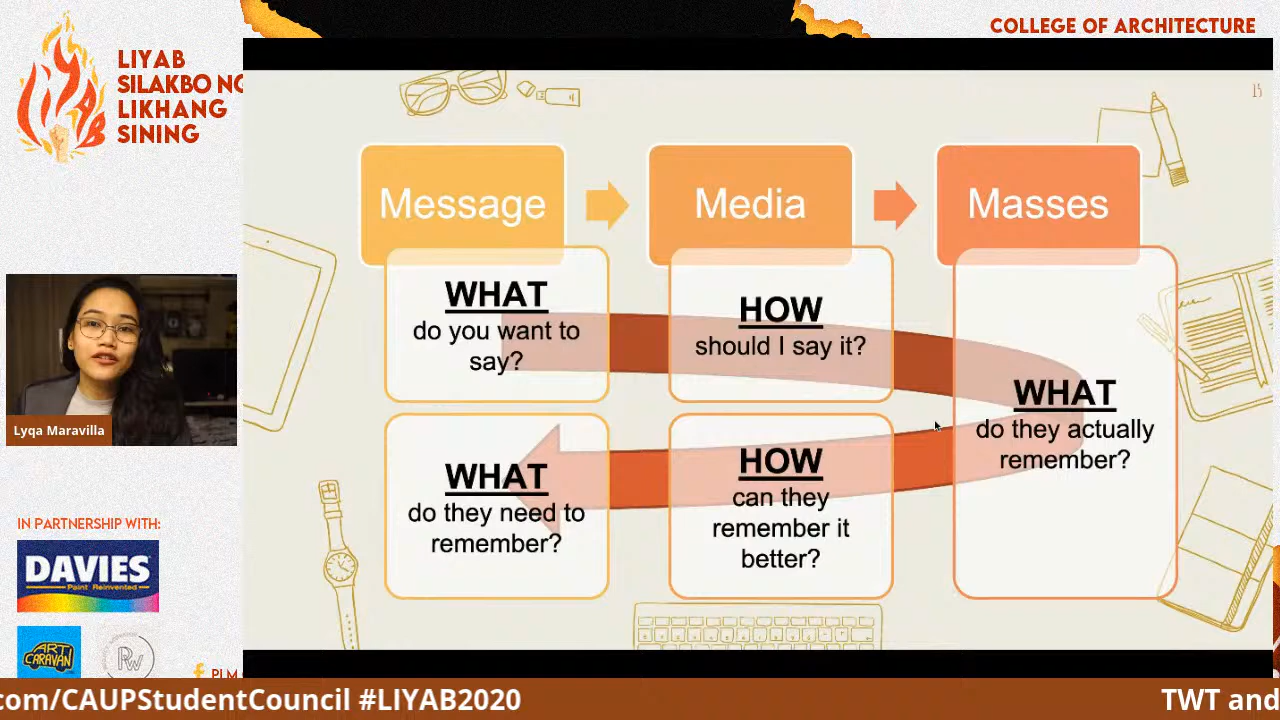 COLLEGE OF ARCHITECTURE
LIYAB
SILAKBO NG
LIKHANG
SINING
15
Message
Media
Masses
WHAT
do you want to
say?
HOW
should I say it?
WHAT
do they actually
remember?
WHAT
do they need to
remember?
HOW
can they
remember it
better?
Lyqa Maravilla
IN PARTNERSHIP WITH:
DAVIES
Paint Reinvented
ART
CARAVAN
PW
PLM
com/CAUPStudentCouncil #LIYAB2020
TWT and